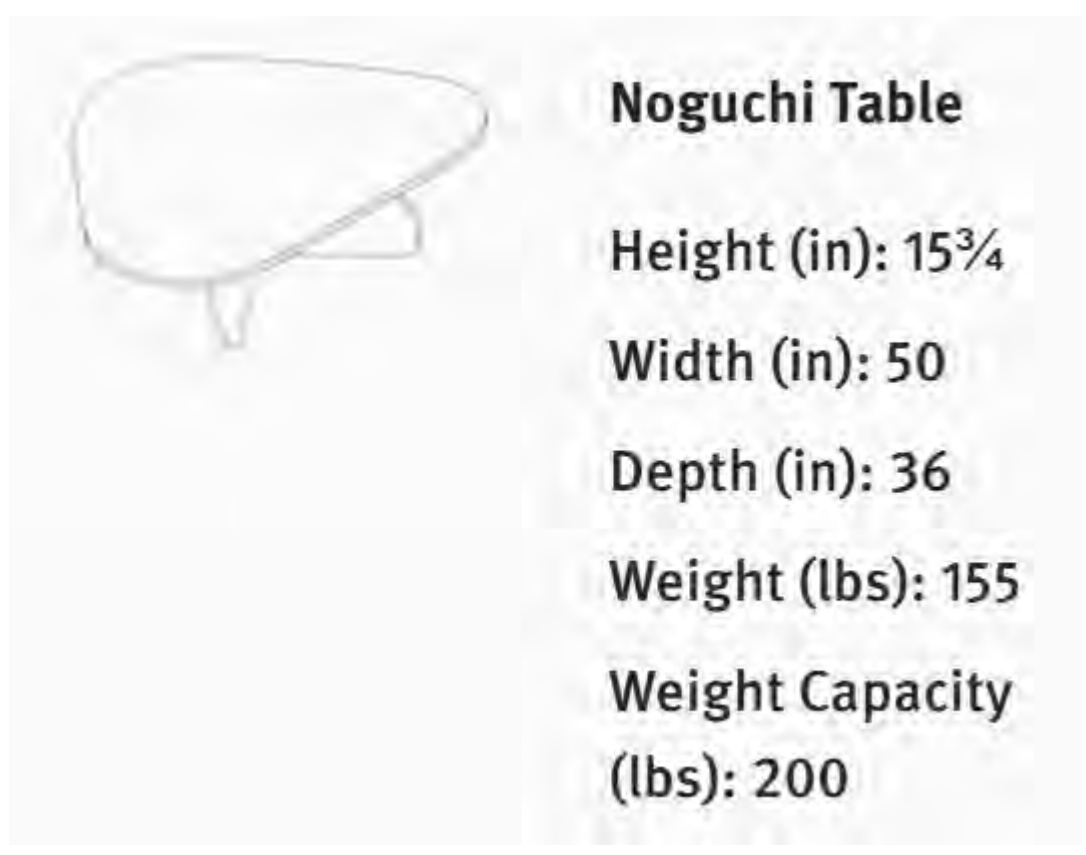 Noguchi Table
Height (in): 15¾
Width (in): 50
Depth (in): 36
Weight (lbs): 155
Weight Capacity
(lbs): 200